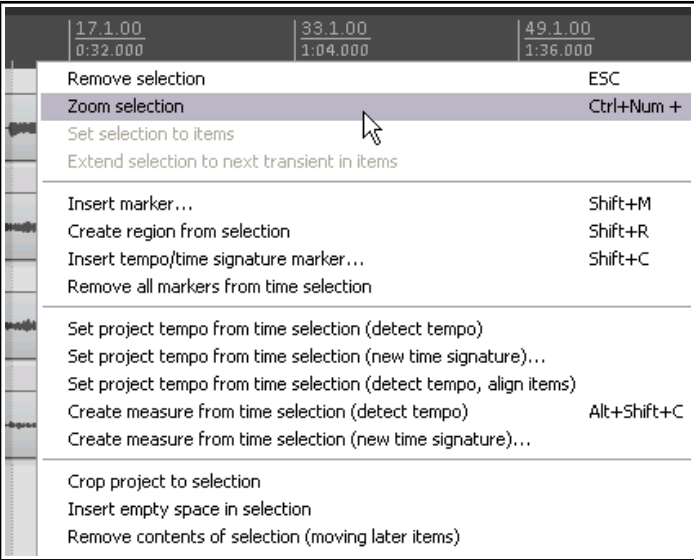 17.1.00 33.1.00 49.1.00
0:32.000 1:04.000 1:36.000
Remove selection ESC
Zoom selection Ctrl+Num +
Set selection to items
Extend selection to next transient in items
Insert marker... Shift+M
Create region from selection Shift+R
Insert tempo/time signature marker... Shift+C
Remove all markers from time selection
Set project tempo from time selection (detect tempo)
Set project tempo from time selection (new time signature)...
Set project tempo from time selection (detect tempo, align items)
Create measure from time selection (detect tempo) Alt+Shift+C
Create measure from time selection (new time signature)...
Crop project to selection
Insert empty space in selection
Remove contents of selection (moving later items)